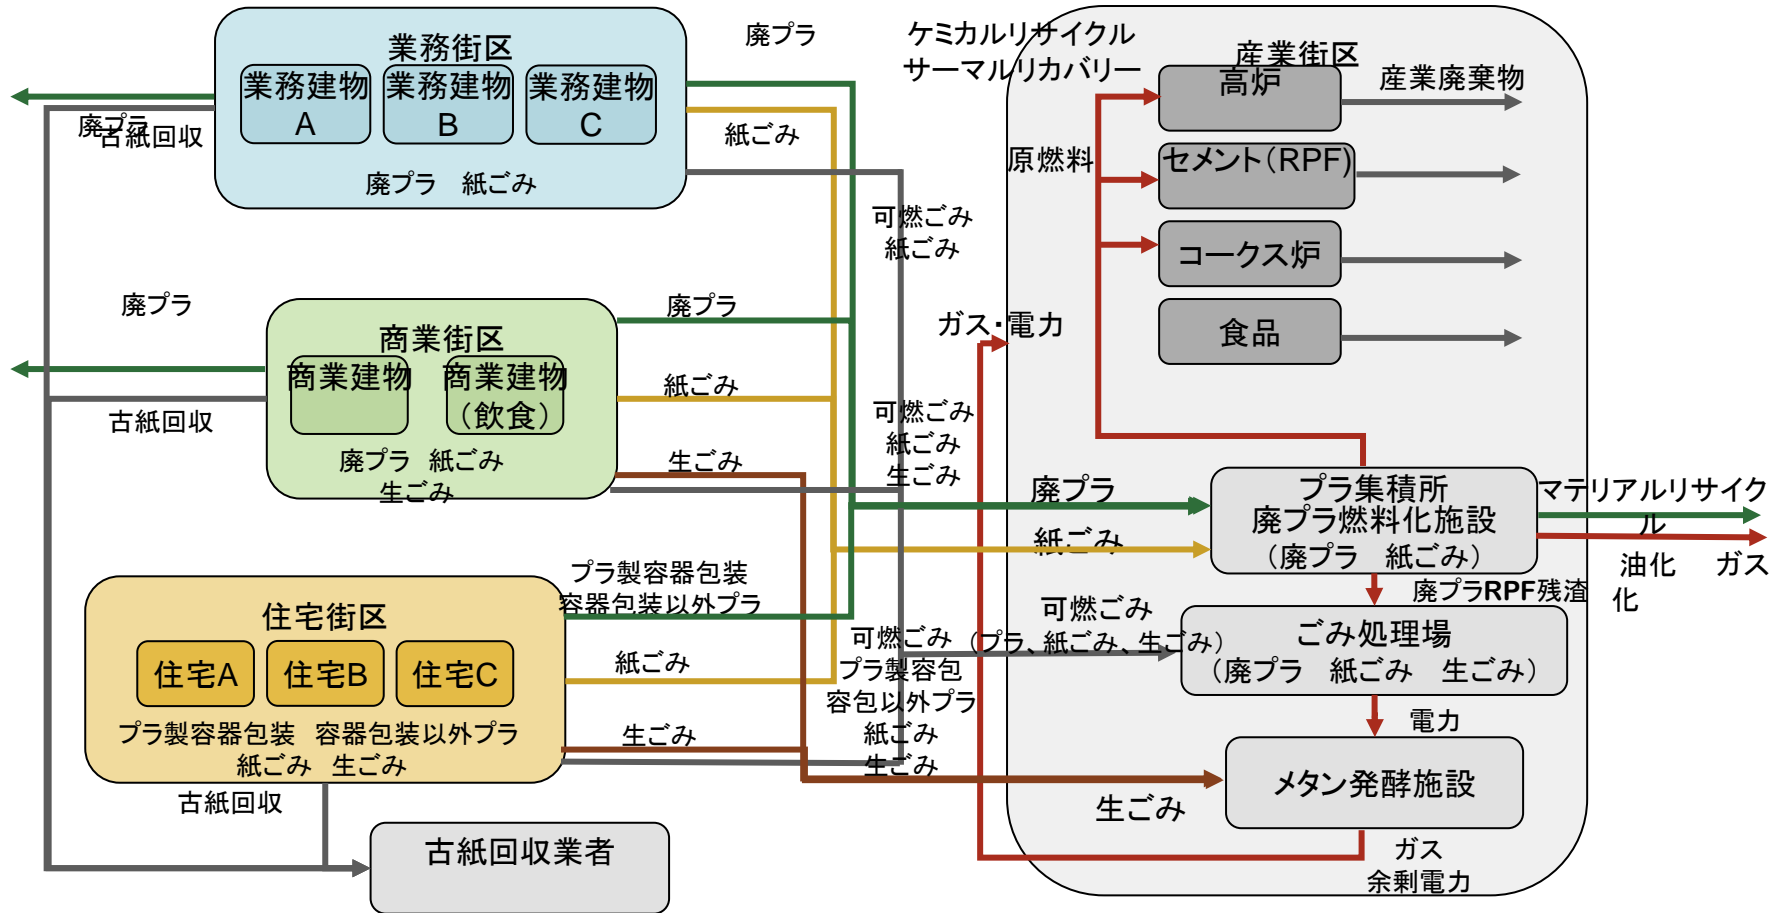 業務街区
業務建物
A
業務建物
B
業務建物
C
廃プラ　紙ごみ
廃プラ
古紙回収
廃プラ
紙ごみ
可燃ごみ
紙ごみ
商業街区
商業建物
商業建物
（飲食）
廃プラ　紙ごみ
生ごみ
廃プラ
古紙回収
廃プラ
紙ごみ
生ごみ
可燃ごみ
紙ごみ
生ごみ
住宅街区
住宅A
住宅B
住宅C
プラ製容器包装　容器包装以外プラ
紙ごみ　生ごみ
古紙回収
プラ製容器包装
容器包装以外プラ
紙ごみ
生ごみ
可燃ごみ
プラ製容包
容包以外プラ
紙ごみ
生ごみ
古紙回収業者
ケミカルリサイクル
サーマルリカバリー
産業街区
高炉
産業廃棄物
原燃料
セメント（RPF)
コークス炉
食品
ガス・電力
廃プラ
紙ごみ
プラ集積所
廃プラ燃料化施設
（廃プラ　紙ごみ）
マテリアルリサイクル
油化　ガス化
廃プラRPF残渣
可燃ごみ
（プラ、紙ごみ、生ごみ）
ごみ処理場
（廃プラ　紙ごみ　生ごみ）
電力
メタン発酵施設
生ごみ
ガス
余剰電力